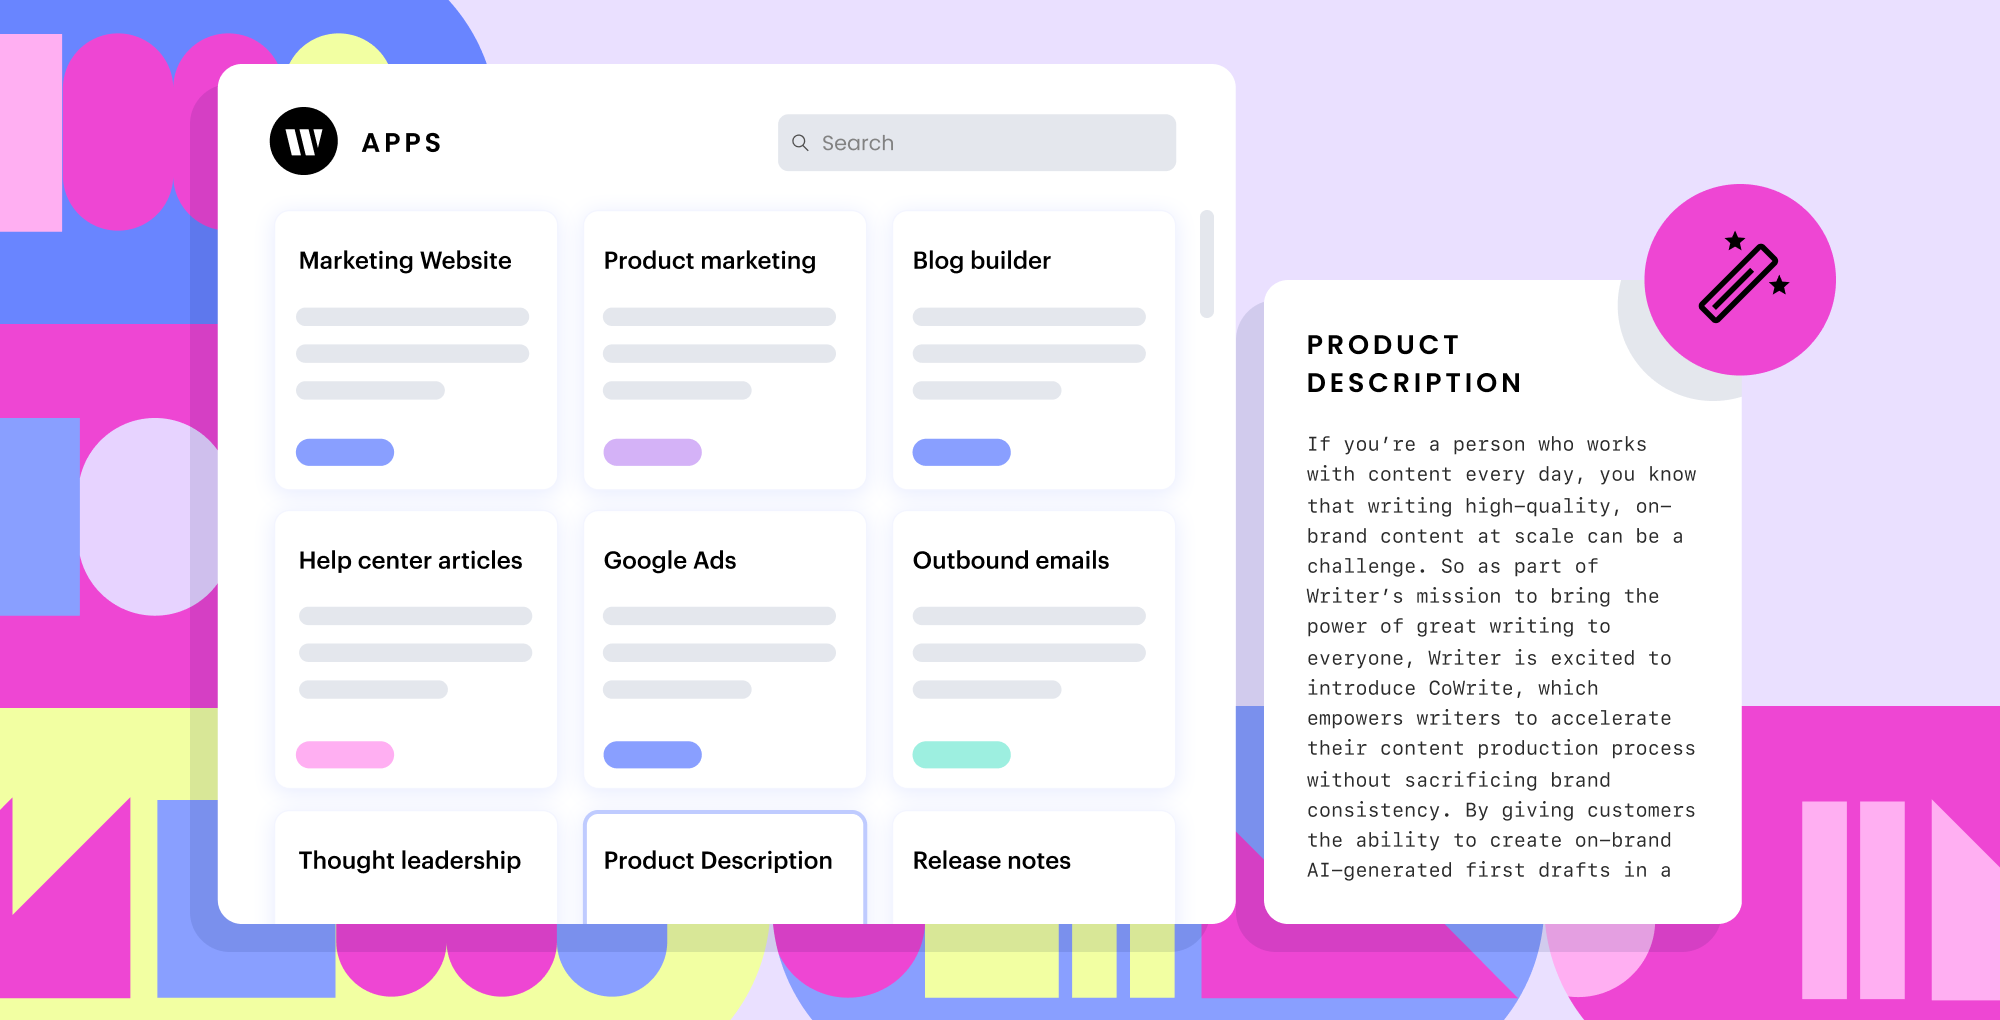 W APPS
Search
Marketing Website
Product marketing
Blog builder
Help center articles
Google Ads
Outbound emails
Thought leadership
Product Description
Release notes
PRODUCT
DESCRIPTION
If you’re a person who works
with content every day, you know
that writing high–quality, on–
brand content at scale can be a
challenge. So as part of
Writer’s mission to bring the
power of great writing to
everyone, Writer is excited to
introduce CoWrite, which
empowers writers to accelerate
their content production process
without sacrificing brand
consistency. By giving customers
the ability to create on–brand
AI–generated first drafts in a